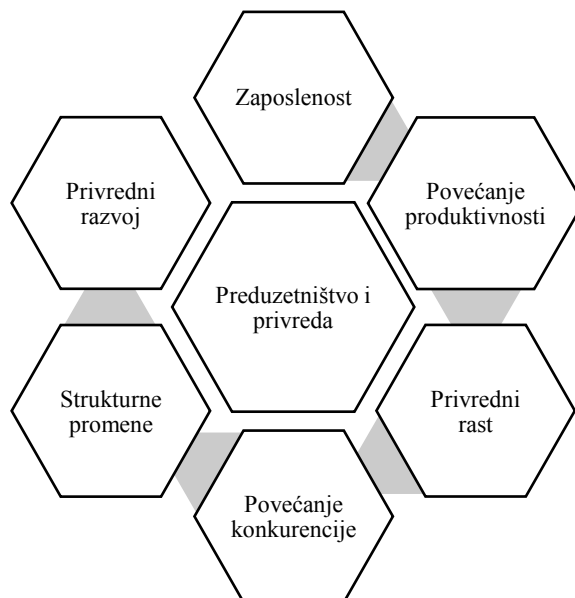 Zaposlenost
Privredni
razvoj
Povećanje
produktivnosti
Preduzetništvo i
privreda
Strukturne
promene
Privredni
rast
Povećanje
konkurencije